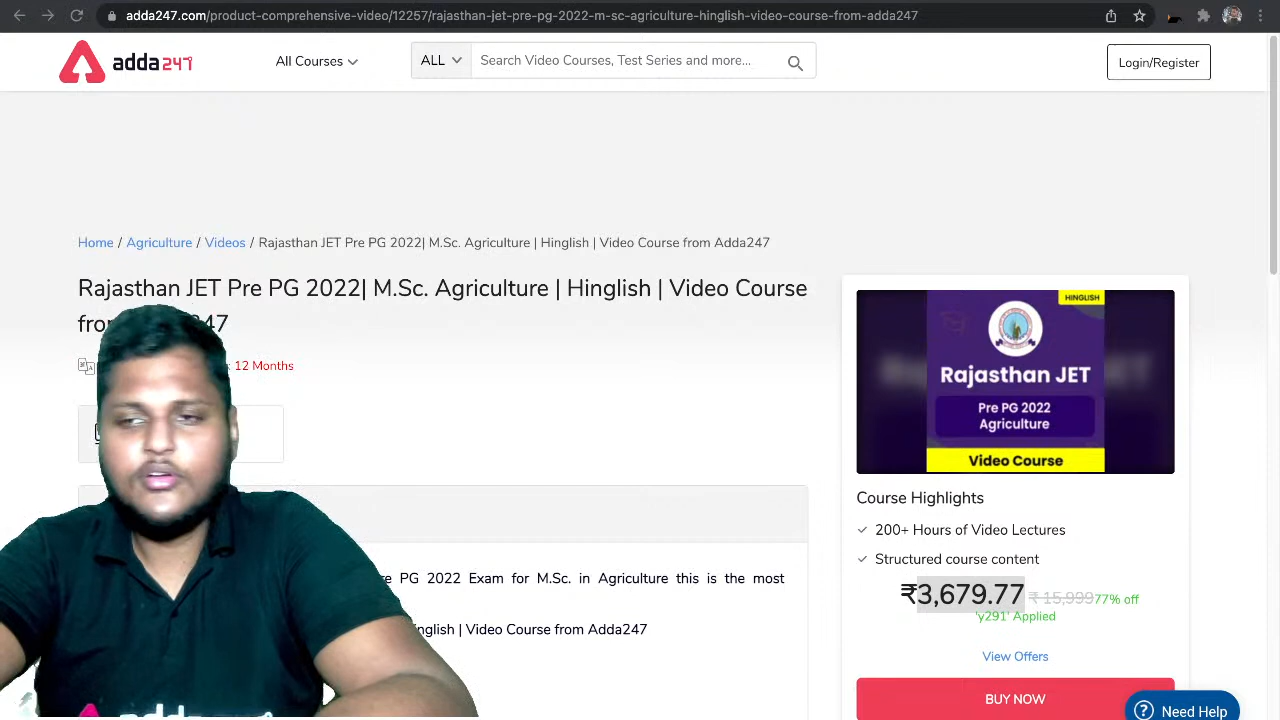 adda247.com/product-comprehensive-video/12257/rajasthan-jet-pre-pg-2022-m-sc-agriculture-hinglish-video-course-from-adda247
adda247
All Courses
ALL
Search Video Courses, Test Series and more...
Login/Register
Home / Agriculture / Videos / Rajasthan JET Pre PG 2022| M.Sc. Agriculture | Hinglish | Video Course from Adda247
Rajasthan JET Pre PG 2022| M.Sc. Agriculture | Hinglish | Video Course
47
12 Months
HINGLISH
Rajasthan JET
Pre PG 2022
Agriculture
Video Course
Course Highlights
200+ Hours of Video Lectures
Structured course content
₹3,679.77 ₹ 15,999 77% off
'y291' Applied
View Offers
BUY NOW
PG 2022 Exam for M.Sc. in Agriculture this is the most
| Video Course from Adda247
Need Help